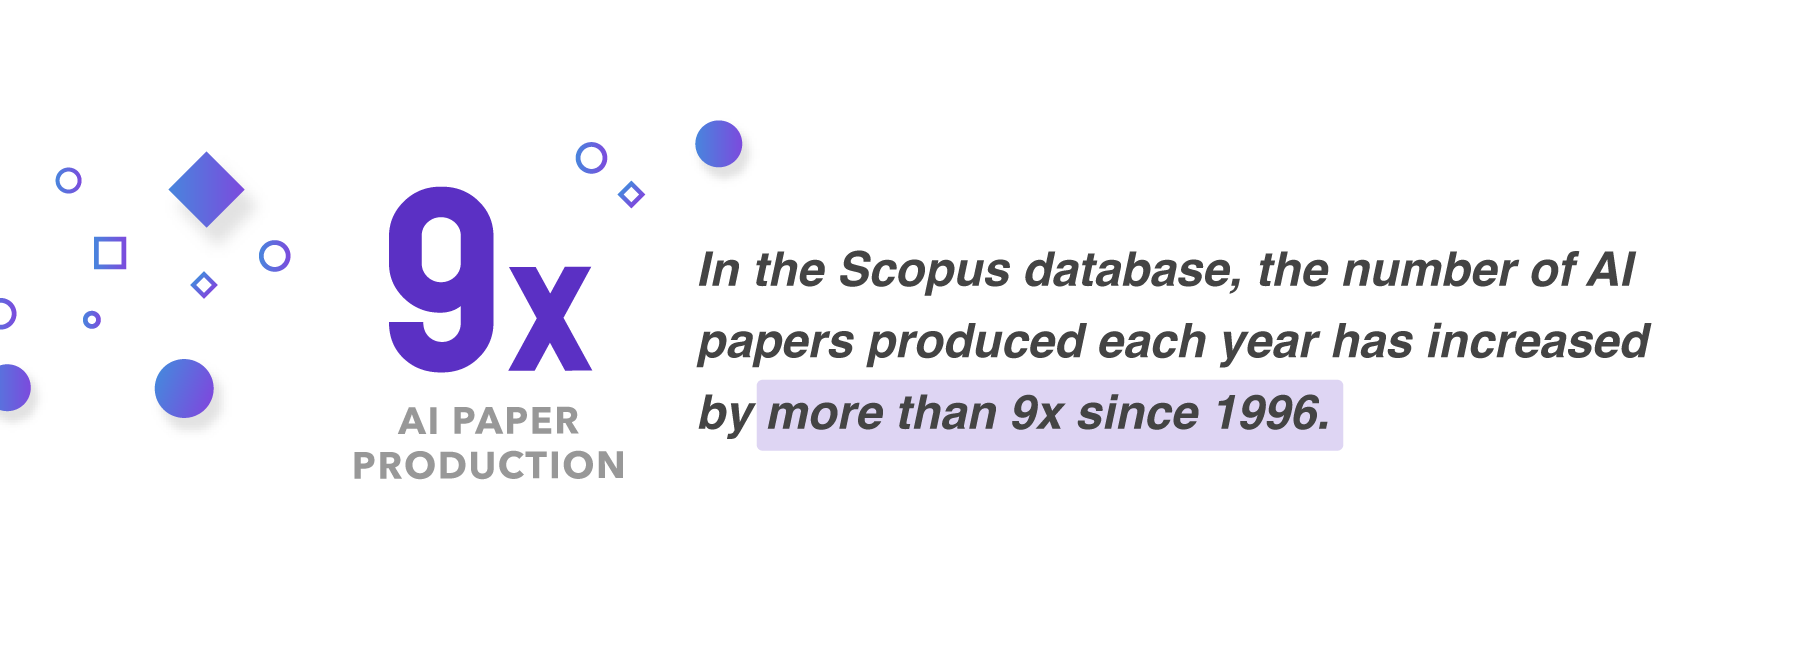 9x
AI PAPER
PRODUCTION
In the Scopus database, the number of AI
papers produced each year has increased
by more than 9x since 1996.